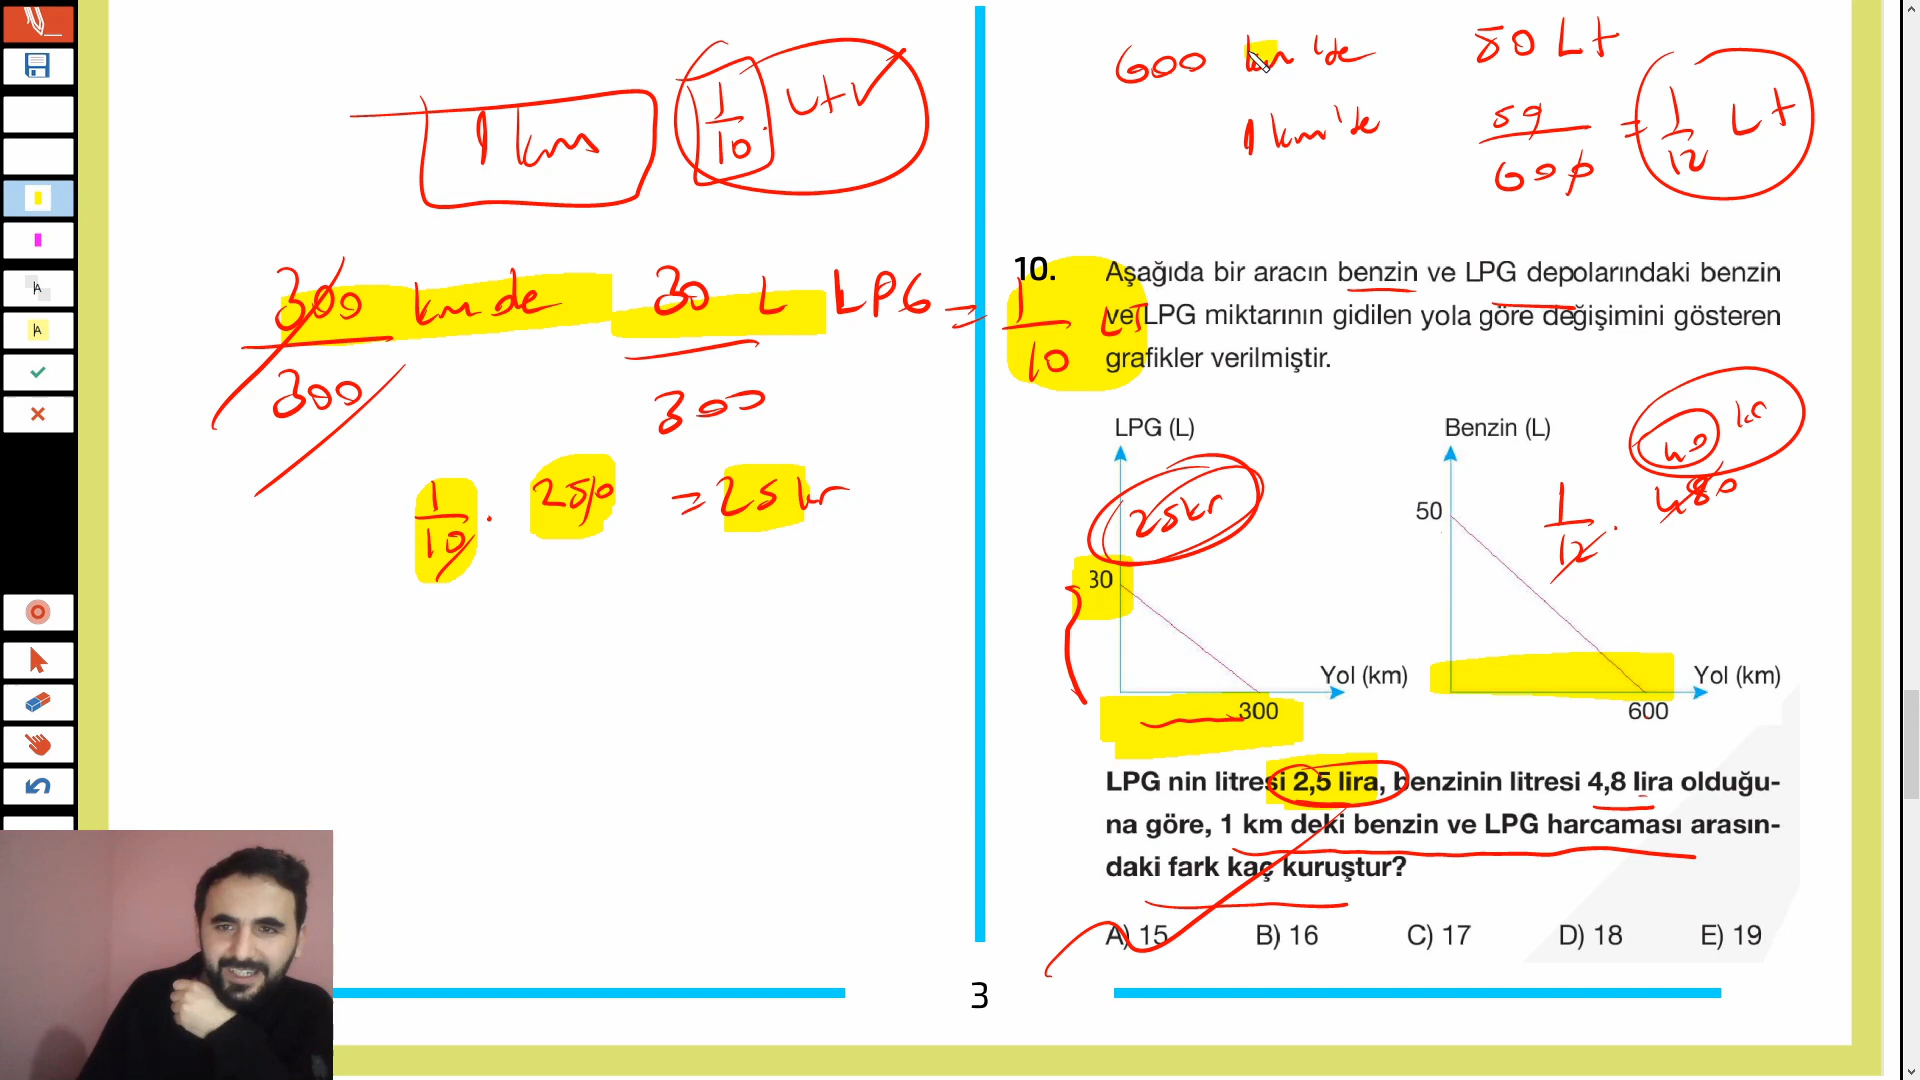 1 km
1/10 · Ltr
300 km de 30 L LPG = 1/10 LT
300 300
1/10 · 250 = 25 kr
3
600 km'de 50 Lt
1 km'de 50/600 = 1/12 Lt
10. Aşağıda bir aracın benzin ve LPG depolarındaki benzin
ve LPG miktarının gidilen yola göre değişimini gösteren
grafikler verilmiştir.
LPG (L)
25kr
30
Yol (km)
300
Benzin (L)
40 kr
1/12 · 480
50
Yol (km)
600
LPG nin litresi 2,5 lira, benzinin litresi 4,8 lira olduğu-
na göre, 1 km deki benzin ve LPG harcaması arasın-
daki fark kaç kuruştur?
A) 15 B) 16 C) 17 D) 18 E) 19